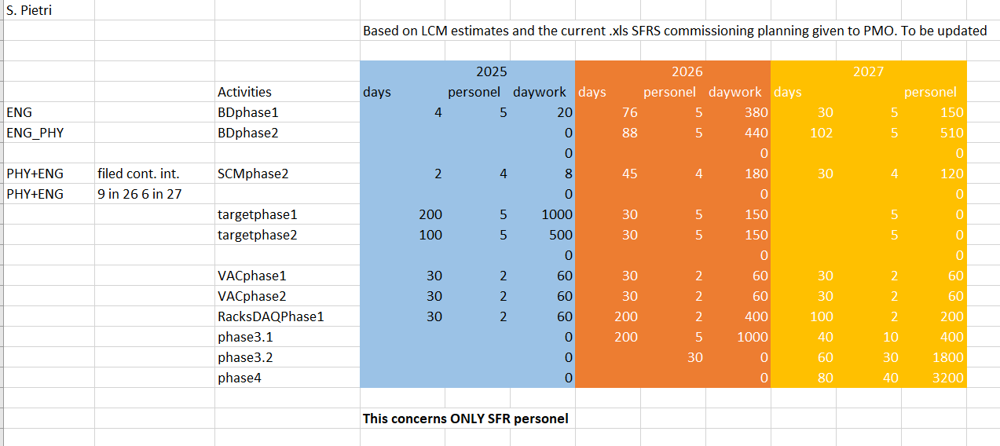 S. Pietri
Based on LCM estimates and the current .xls SFRS commissioning planning given to PMO. To be updated
2025 2026 2027
Activities days personel daywork days personel daywork days personel
ENG BDphase1 4 5 20 76 5 380 30 5 150
ENG_PHY BDphase2 0 88 5 440 102 5 510
0 0 0
PHY+ENG filed cont. int. SCMphase2 2 4 8 45 4 180 30 4 120
PHY+ENG 9 in 26 6 in 27 0 0 0
targetphase1 200 5 1000 30 5 150 5 0
targetphase2 100 5 500 30 5 150 5 0
0 0 0
VACphase1 30 2 60 30 2 60 30 2 60
VACphase2 30 2 60 30 2 60 30 2 60
RacksDAQPhase1 30 2 60 200 2 400 100 2 200
phase3.1 0 200 5 1000 40 10 400
phase3.2 0 30 0 60 30 1800
phase4 0 0 80 40 3200
This concerns ONLY SFR personel